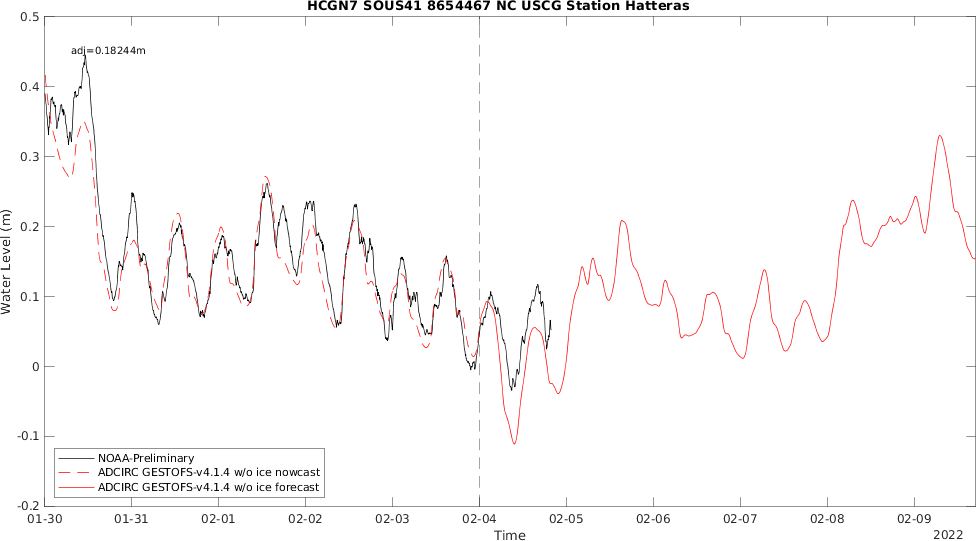 HCGN7 SOUS41 8654467 NC USCG Station Hatteras
adj=0.18244m
0.5
0.4
0.3
0.2
0.1
0
-0.1
-0.2
Water Level (m)
NOAA-Preliminary
ADCIRC GESTOFS-v4.1.4 w/o ice nowcast
ADCIRC GESTOFS-v4.1.4 w/o ice forecast
01-30 01-31 02-01 02-02 02-03 02-04 02-05 02-06 02-07 02-08 02-09
Time
2022